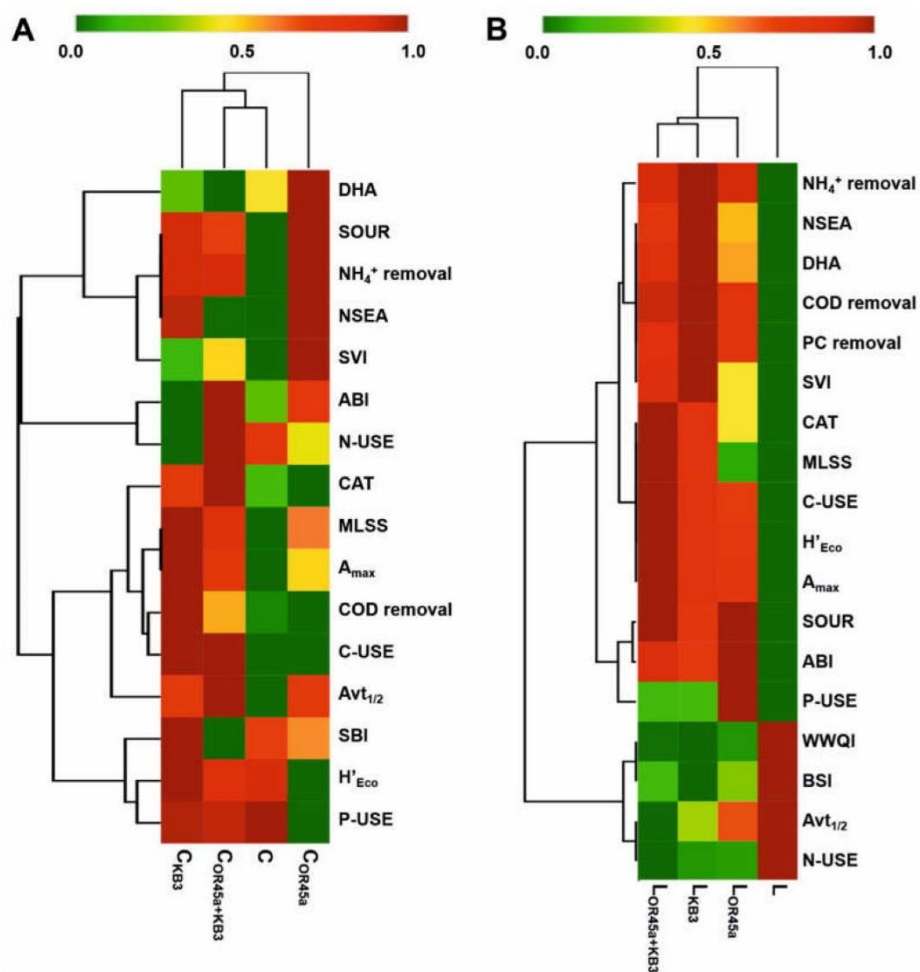 A
0.0 0.5 1.0
DHA
SOUR
NH₄⁺ removal
NSEA
SVI
ABI
N-USE
CAT
MLSS
Aₘₐₓ
COD removal
C-USE
Avt₁/₂
SBI
H'Eco
P-USE
CKB3
COR45a+KB3
C
COR45a
B
0.0 0.5 1.0
NH₄⁺ removal
NSEA
DHA
COD removal
PC removal
SVI
CAT
MLSS
C-USE
H'Eco
Aₘₐₓ
SOUR
ABI
P-USE
WWQI
BSI
Avt₁/₂
N-USE
LOR45a+KB3
LKB3
LOR45a
L